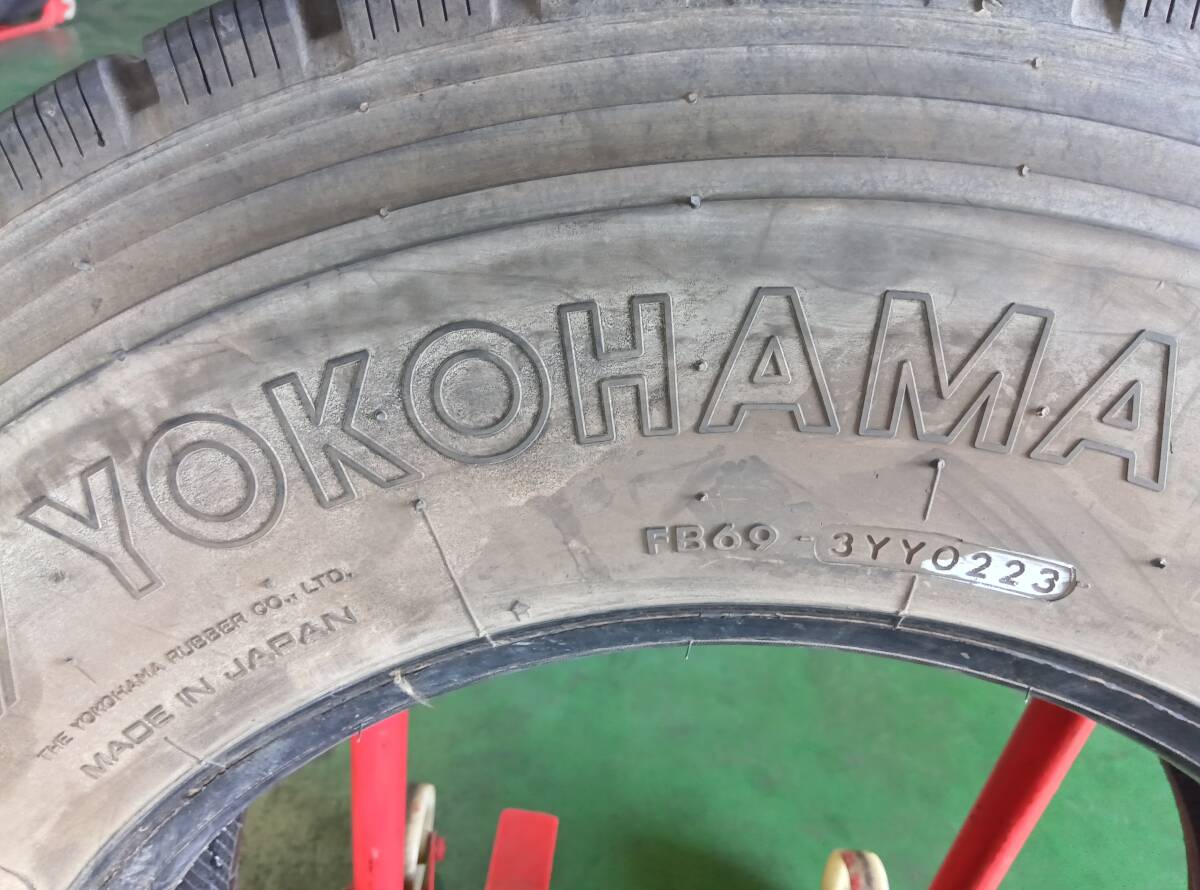 YOKOHAMA
FB69 - 3YY0223
THE YOKOHAMA RUBBER CO., LTD.
MADE IN JAPAN